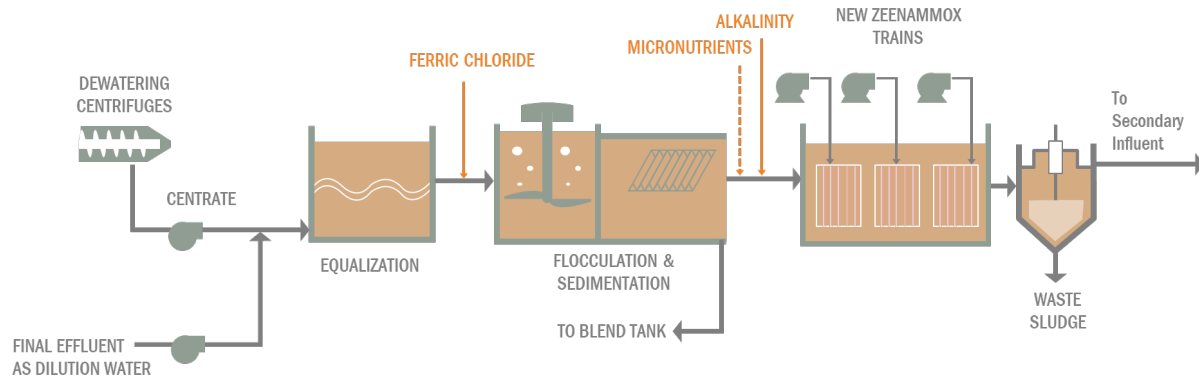 DEWATERING
CENTRIFUGES
CENTRATE
FINAL EFFLUENT
AS DILUTION WATER
EQUALIZATION
FERRIC CHLORIDE
FLOCCULATION &
SEDIMENTATION
TO BLEND TANK
MICRONUTRIENTS
ALKALINITY
NEW ZEENAMMOX
TRAINS
To
Secondary
Influent
WASTE
SLUDGE